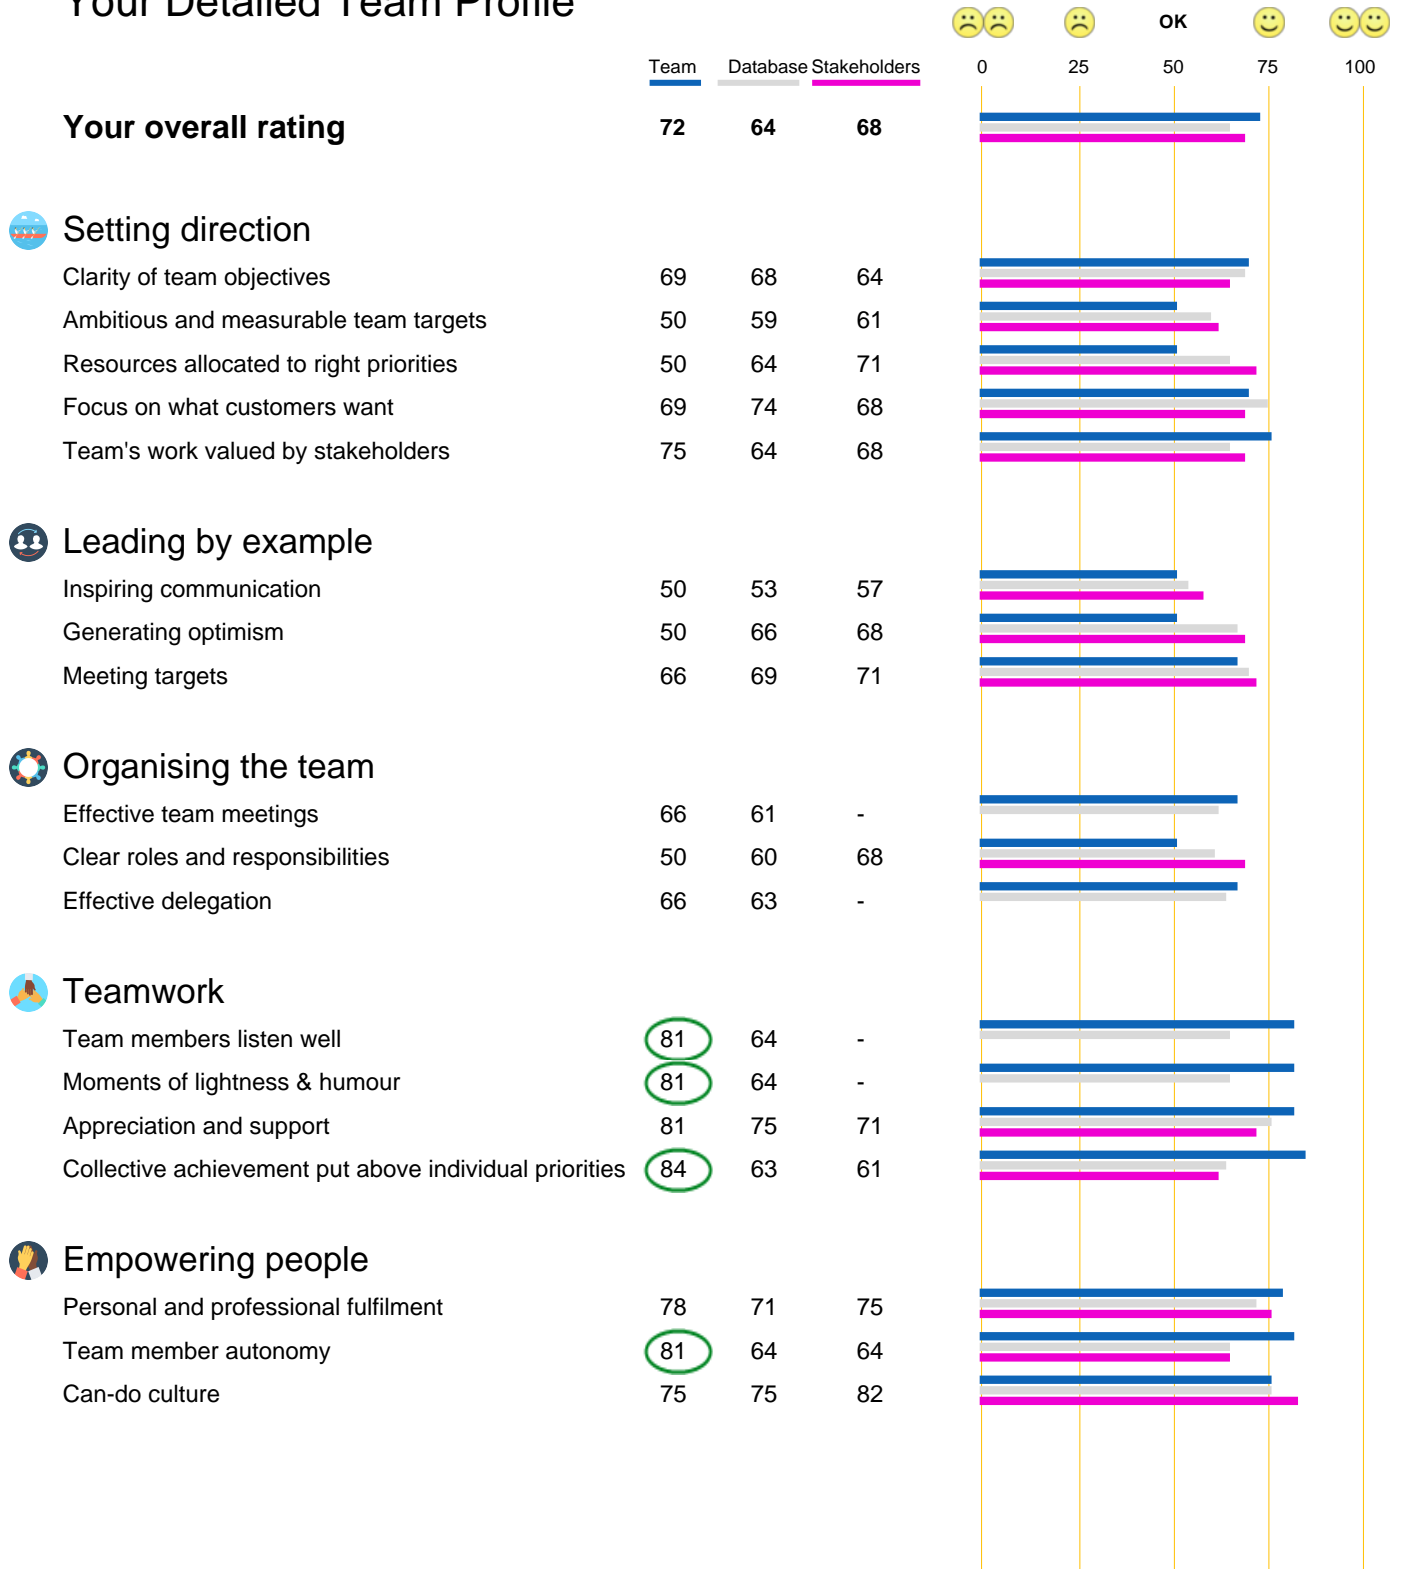 Your Detailed Team Profile
OK
Team Database Stakeholders 0 25 50 75 100
Your overall rating 72 64 68
Setting direction
Clarity of team objectives 69 68 64
Ambitious and measurable team targets 50 59 61
Resources allocated to right priorities 50 64 71
Focus on what customers want 69 74 68
Team's work valued by stakeholders 75 64 68
Leading by example
Inspiring communication 50 53 57
Generating optimism 50 66 68
Meeting targets 66 69 71
Organising the team
Effective team meetings 66 61 -
Clear roles and responsibilities 50 60 68
Effective delegation 66 63 -
Teamwork
Team members listen well 81 64 -
Moments of lightness & humour 81 64 -
Appreciation and support 81 75 71
Collective achievement put above individual priorities 84 63 61
Empowering people
Personal and professional fulfilment 78 71 75
Team member autonomy 81 64 64
Can-do culture 75 75 82